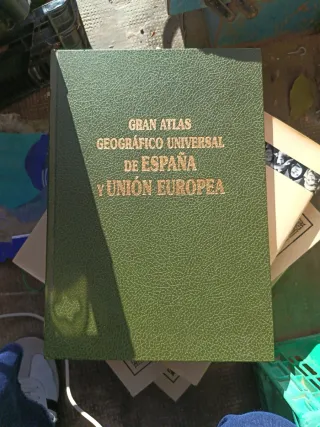 GRAN ATLAS
GEOGRÁFICO UNIVERSAL
DE ESPAÑA
Y UNIÓN EUROPEA